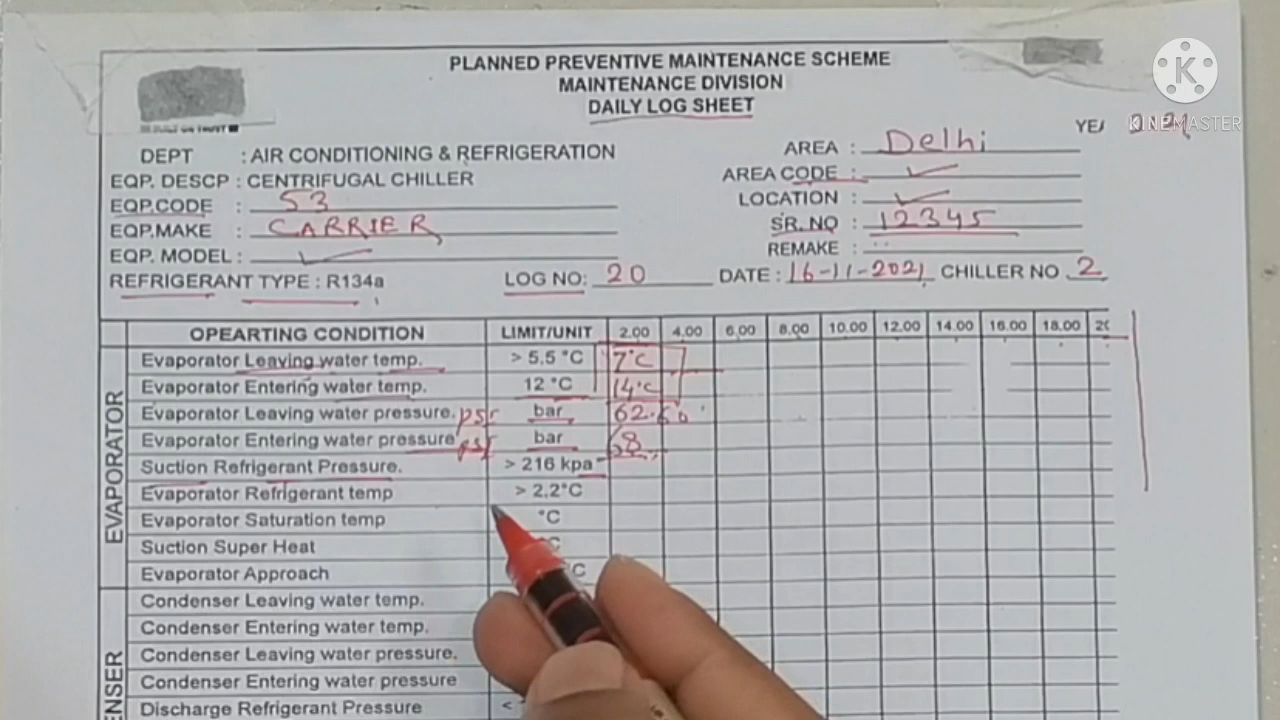 PLANNED PREVENTIVE MAINTENANCE SCHEME
MAINTENANCE DIVISION
DAILY LOG SHEET
K
KINEMASTER
BUILT ON TRUST
YEA
DEPT : AIR CONDITIONING & REFRIGERATION
AREA : Delhi
EQP. DESCP : CENTRIFUGAL CHILLER
AREA CODE : ✓
EQP.CODE : 53
LOCATION : ✓
EQP.MAKE : CARRIER
SR. NO : 12345
EQP. MODEL : ✓
REMAKE :
REFRIGERANT TYPE : R134a LOG NO: 20 DATE : 16-11-2021 CHILLER NO 2
OPEARTING CONDITION LIMIT/UNIT 2.00 4.00 6.00 8.00 10.00 12.00 14.00 16.00 18.00
EVAPORATOR
Evaporator Leaving water temp. > 5.5 °C 7°C
Evaporator Entering water temp. 12 °C 14°C
Evaporator Leaving water pressure. psi bar 62.60
Evaporator Entering water pressure psi bar 68
Suction Refrigerant Pressure. > 216 kpa
Evaporator Refrigerant temp > 2.2°C
Evaporator Saturation temp °C
Suction Super Heat °C
Evaporator Approach °C
ENSER
Condenser Leaving water temp.
Condenser Entering water temp.
Condenser Leaving water pressure.
Condenser Entering water pressure
Discharge Refrigerant Pressure <